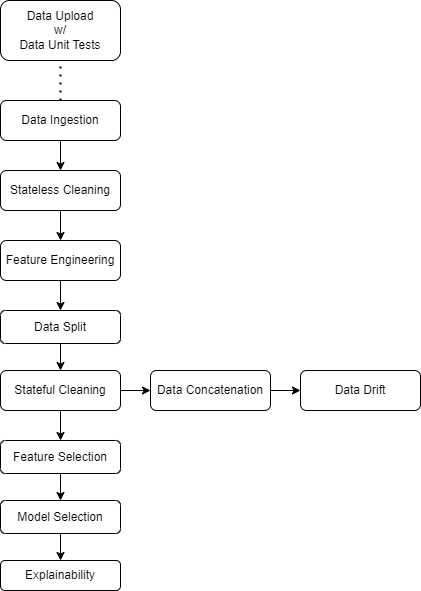 Data Upload
w/
Data Unit Tests
Data Ingestion
Stateless Cleaning
Feature Engineering
Data Split
Stateful Cleaning
Data Concatenation
Data Drift
Feature Selection
Model Selection
Explainability